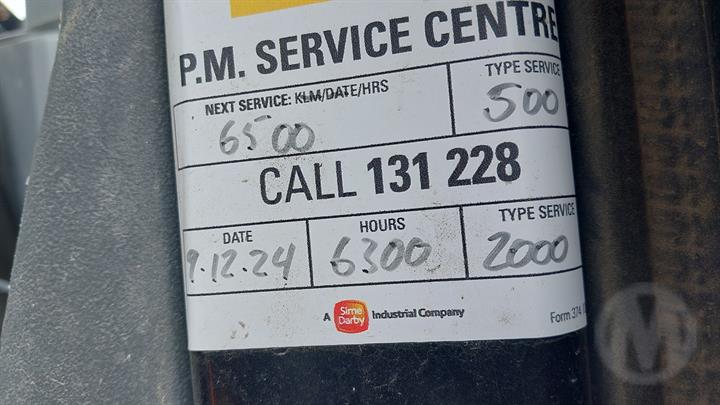 P.M. SERVICE CENTRE
NEXT SERVICE: KLM/DATE/HRS
6500
TYPE SERVICE
500
CALL 131 228
DATE
9.12.24
HOURS
6300
TYPE SERVICE
2000
A Sime Darby Industrial Company
Form 374
M